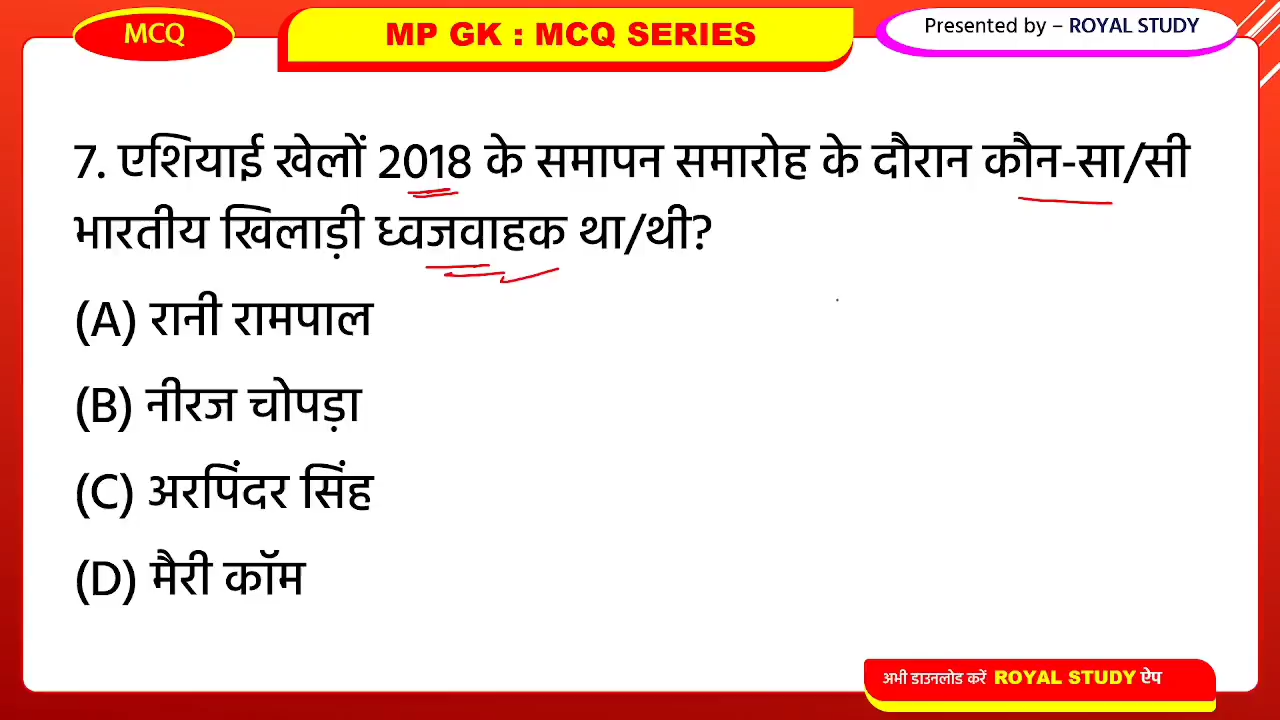 MCQ
MP GK : MCQ SERIES
Presented by – ROYAL STUDY
7. एशियाई खेलों 2018 के समापन समारोह के दौरान कौन-सा/सी
भारतीय खिलाड़ी ध्वजवाहक था/थी?
(A) रानी रामपाल
(B) नीरज चोपड़ा
(C) अरपिंदर सिंह
(D) मैरी कॉम
अभी डाउनलोड करें ROYAL STUDY ऐप